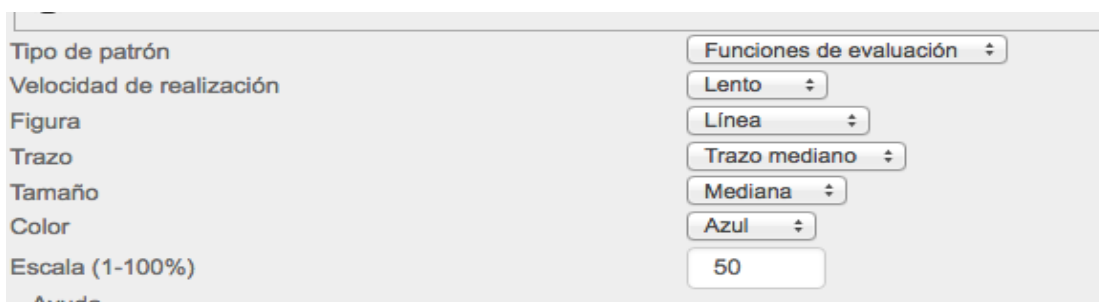 Tipo de patrón Funciones de evaluación
Velocidad de realización Lento
Figura Línea
Trazo Trazo mediano
Tamaño Mediana
Color Azul
Escala (1-100%) 50